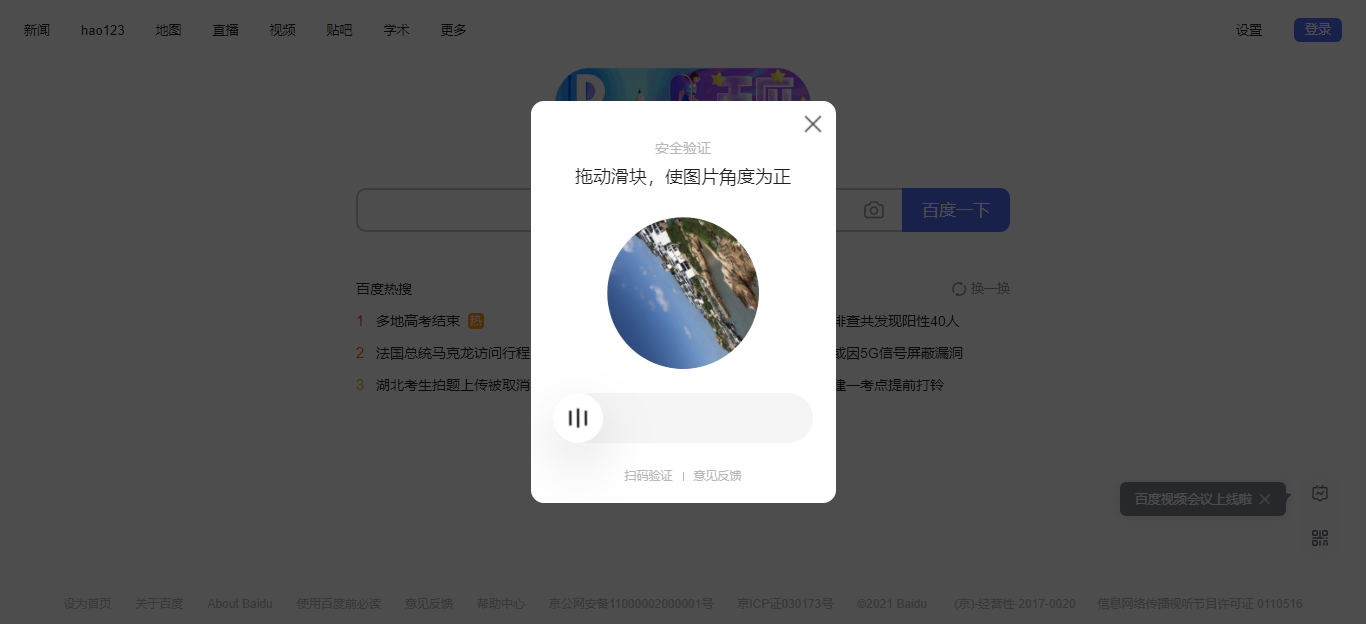 新闻 hao123 地图 直播 视频 贴吧 学术 更多 设置 登录
安全验证
拖动滑块，使图片角度为正
百度一下
百度热搜 换一换
1 多地高考结束 热 排查共发现阳性40人
2 法国总统马克龙访问行程 或因5G信号屏蔽漏洞
3 湖北考生拍题上传被取消 建一考点提前打铃
扫码验证 | 意见反馈
百度视频会议上线啦
设为首页 关于百度 About Baidu 使用百度前必读 意见反馈 帮助中心 京公网安备11000002000001号 京ICP证030173号 ©2021 Baidu (京)-经营性-2017-0020 信息网络传播视听节目许可证 0110516